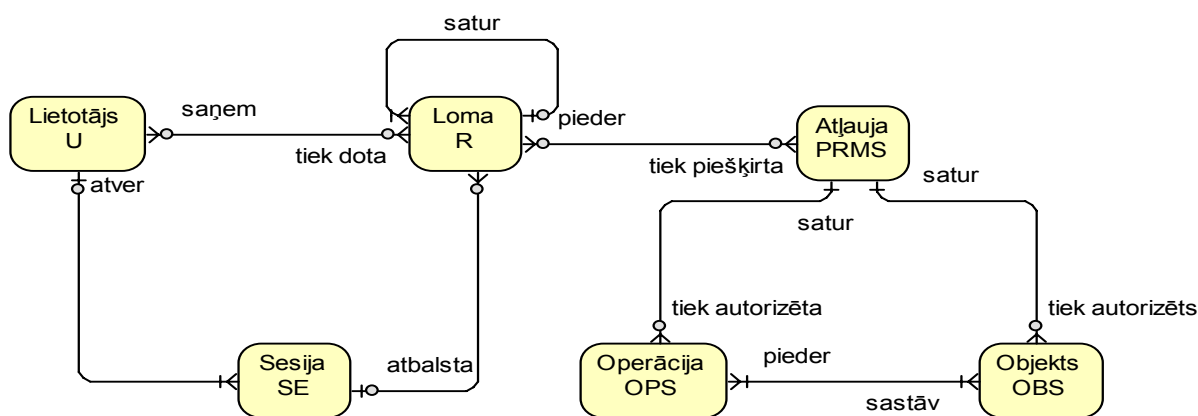 satur
Lietotājs
U
saņem
tiek dota
Loma
R
pieder
tiek piešķirta
Atļauja
PRMS
atver
satur
satur
tiek autorizēta
tiek autorizēts
Sesija
SE
atbalsta
Operācija
OPS
pieder
sastāv
Objekts
OBS